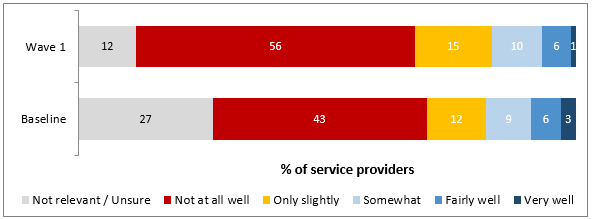 Wave 1 12 56 15 10 6 1
Baseline 27 43 12 9 6 3
% of service providers
Not relevant / Unsure Not at all well Only slightly Somewhat Fairly well Very well